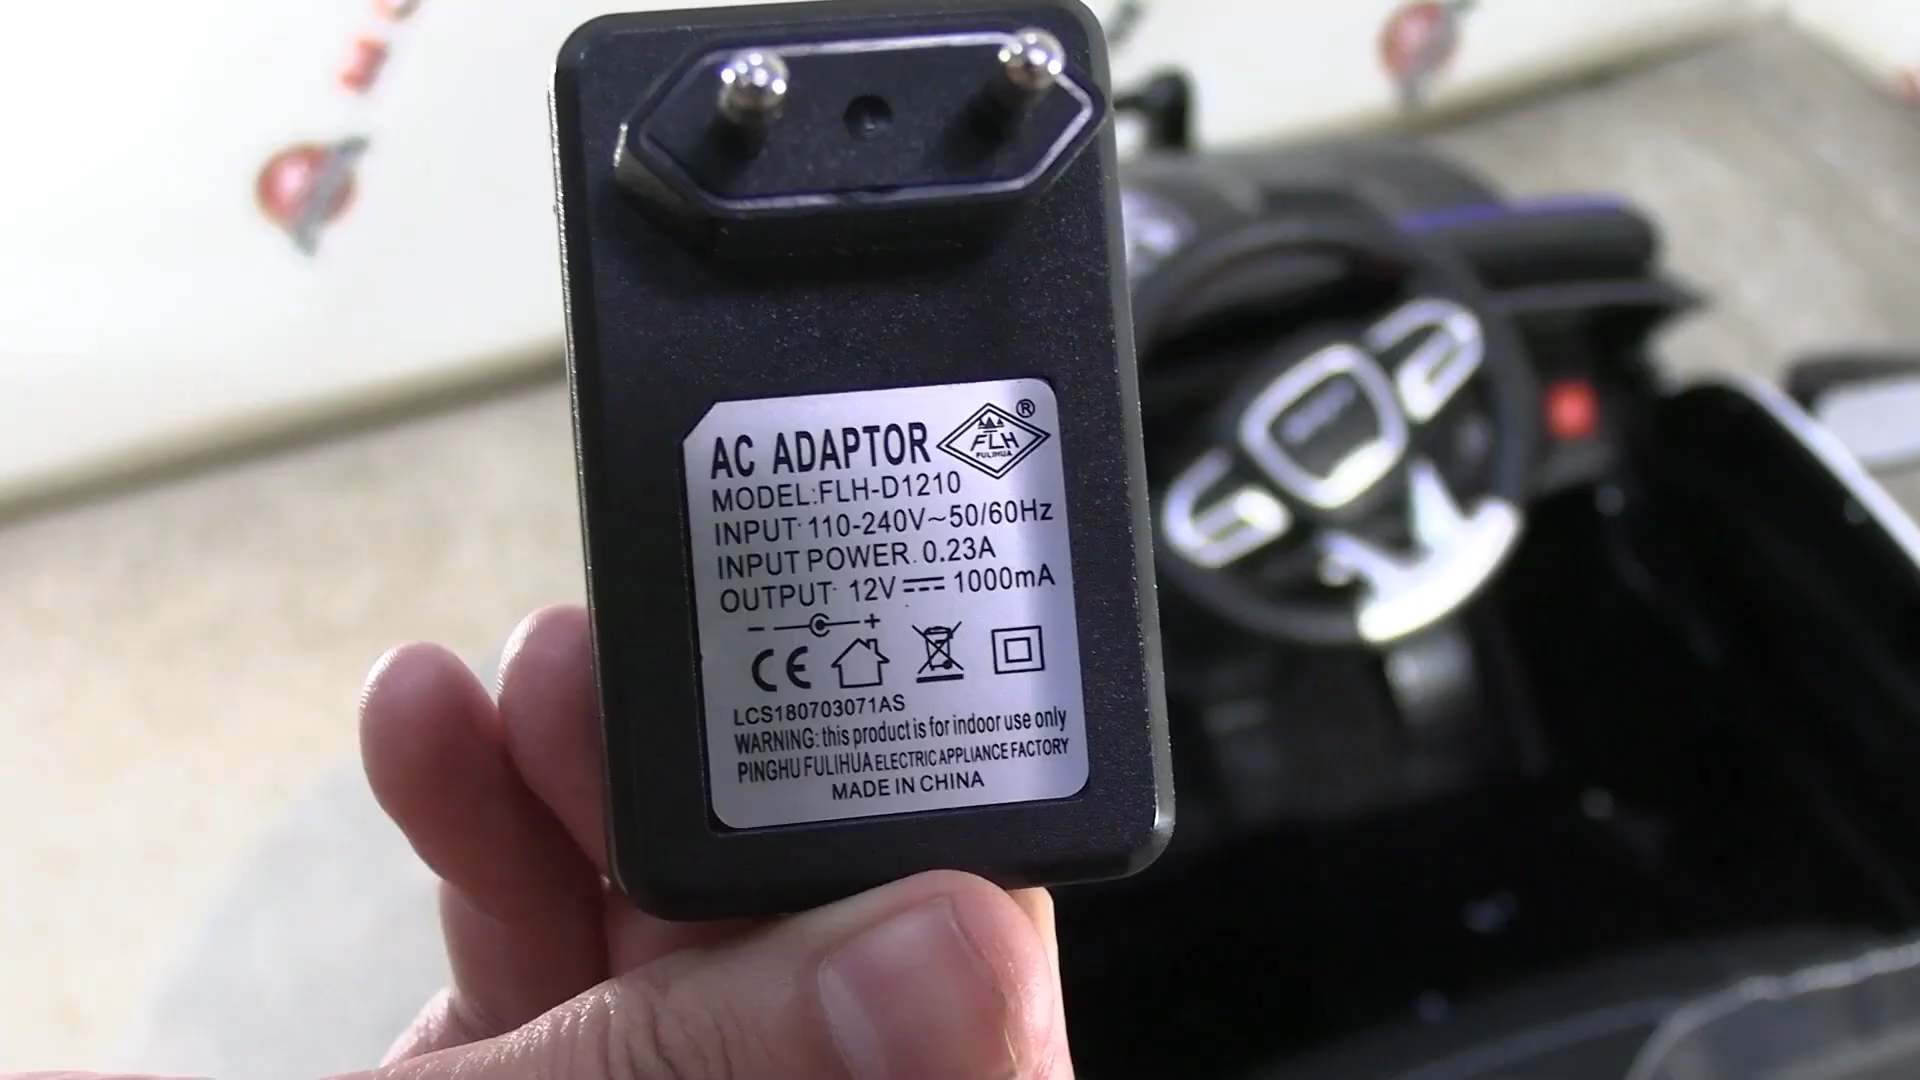 AC ADAPTOR
FLH ®
FULIHUA
MODEL:FLH-D1210
INPUT: 110-240V~50/60Hz
INPUT POWER: 0.23A
OUTPUT: 12V⎓1000mA
- +
CE
LCS180703071AS
WARNING: this product is for indoor use only
PINGHU FULIHUA ELECTRIC APPLIANCE FACTORY
MADE IN CHINA